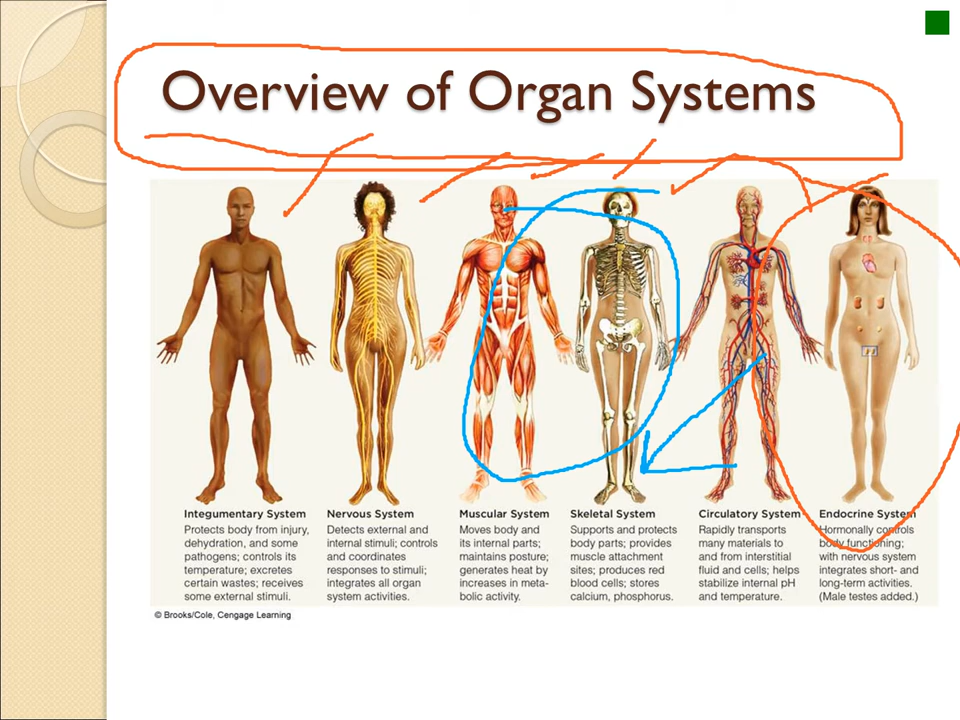 Overview of Organ Systems
Integumentary System
Protects body from injury,
dehydration, and some
pathogens; controls its
temperature; excretes
certain wastes; receives
some external stimuli.
Nervous System
Detects external and
internal stimuli; controls
and coordinates
responses to stimuli;
integrates all organ
system activities.
Muscular System
Moves body and
its internal parts;
maintains posture;
generates heat by
increases in meta-
bolic activity.
Skeletal System
Supports and protects
body parts; provides
muscle attachment
sites; produces red
blood cells; stores
calcium, phosphorus.
Circulatory System
Rapidly transports
many materials to
and from interstitial
fluid and cells; helps
stabilize internal pH
and temperature.
Endocrine System
Hormonally controls
body functioning;
with nervous system
integrates short- and
long-term activities.
(Male testes added.)
© Brooks/Cole, Cengage Learning